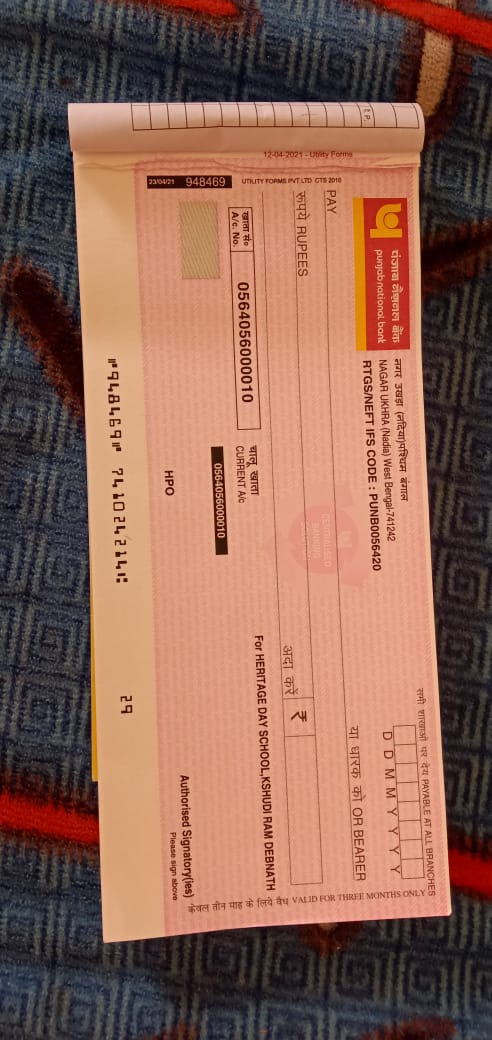 ई.प.
12-04-2021 - Utility Forms
पंजाब नैशनल बैंक
punjab national bank
नगर उखड़ा (नदिया)पश्चिम बंगाल
NAGAR UKHRA (Nadia) West Bengal-741242
RTGS/NEFT IFS CODE : PUNB0056420
सभी शाखाओं पर देय PAYABLE AT ALL BRANCHES
D D M M Y Y Y Y
PAY
या धारक को OR BEARER
रूपये RUPEES
अदा करें ₹
CENTRALISED
BANKING
खाता सं०
A/c. No.
0564056000010
चालू खाता
CURRENT A/c
For HERITAGE DAY SCHOOL,KSHUDI RAM DEBNATH
0564056000010
HPO
Authorised Signatory(ies)
Please sign above
23/04/21 948469
UTILITY FORMS PVT LTD CTS 2010
केवल तीन माह के लिये वैध VALID FOR THREE MONTHS ONLY
⑈948469⑈ 741024214⑆ 29